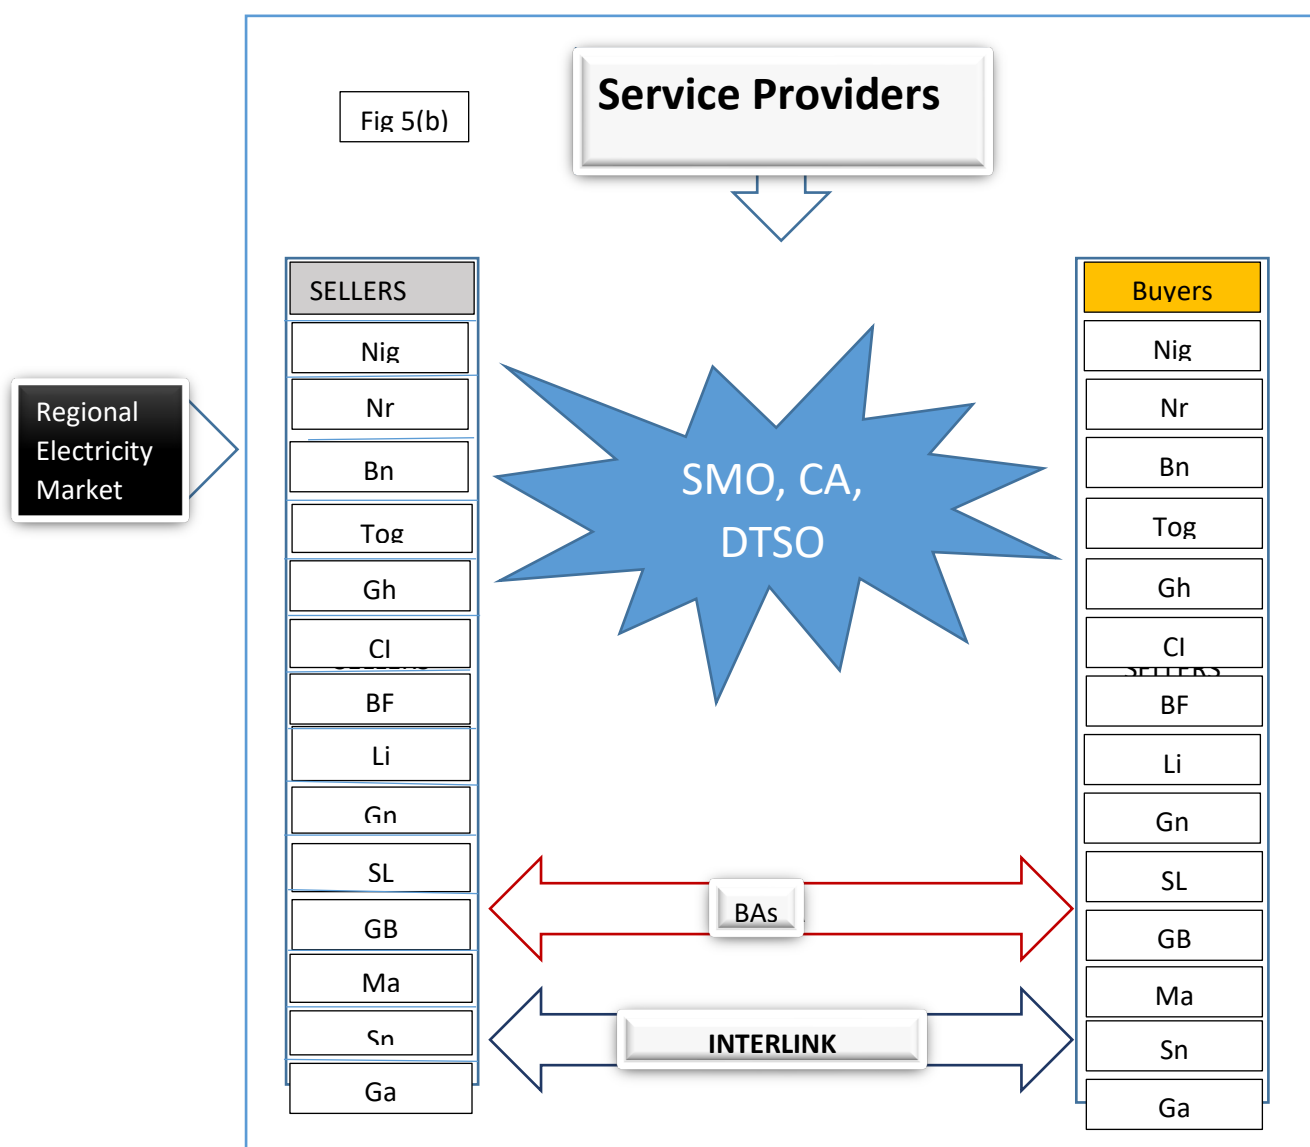 Service Providers
Fig 5(b)
SELLERS
Nig
Nr
Bn
Tog
Gh
CI
BF
Li
Gn
SL
GB
Ma
Sn
Ga
Regional
Electricity
Market
SMO, CA,
DTSO
BAs
INTERLINK
Buyers
Nig
Nr
Bn
Tog
Gh
CI
SELLERS
BF
Li
Gn
SL
GB
Ma
Sn
Ga